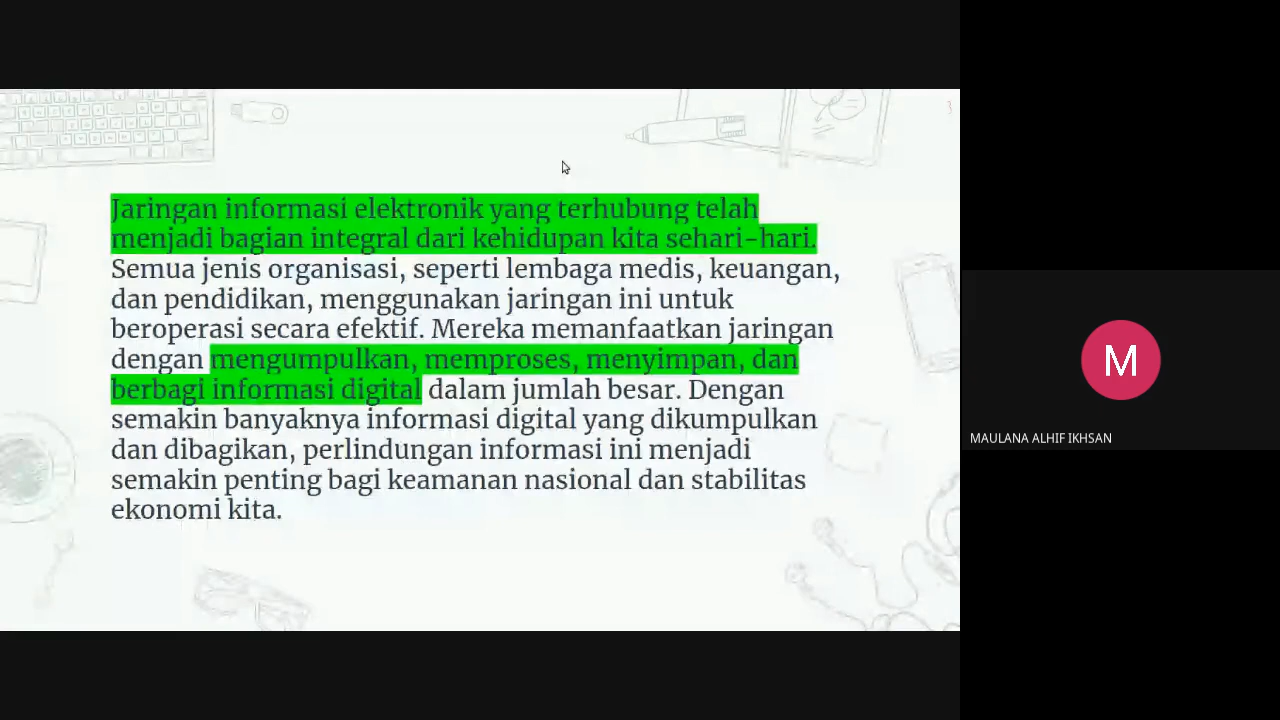 3
Jaringan informasi elektronik yang terhubung telah
menjadi bagian integral dari kehidupan kita sehari-hari.
Semua jenis organisasi, seperti lembaga medis, keuangan,
dan pendidikan, menggunakan jaringan ini untuk
beroperasi secara efektif. Mereka memanfaatkan jaringan
dengan mengumpulkan, memproses, menyimpan, dan
berbagi informasi digital dalam jumlah besar. Dengan
semakin banyaknya informasi digital yang dikumpulkan
dan dibagikan, perlindungan informasi ini menjadi
semakin penting bagi keamanan nasional dan stabilitas
ekonomi kita.
M
MAULANA ALHIF IKHSAN